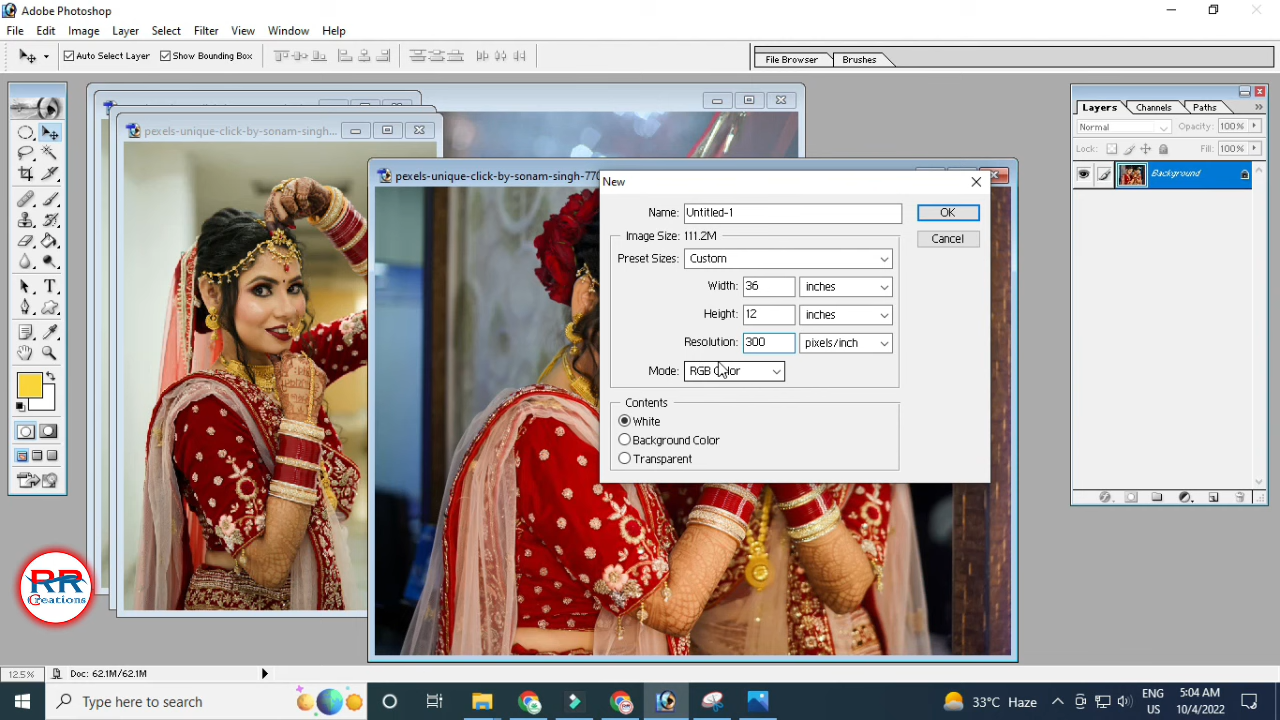 Adobe Photoshop
File Edit Image Layer Select Filter View Window Help
Auto Select Layer Show Bounding Box
File Browser Brushes
pexels-unique-click-by-sonam-singh...
pexels-unique-click-by-sonam-singh-770
New
Name: Untitled-1
OK
Image Size: 111.2M
Cancel
Preset Sizes: Custom
Width: 36 inches
Height: 12 inches
Resolution: 300 pixels/inch
Mode: RGB Color
Contents
White
Background Color
Transparent
Layers Channels Paths
Normal Opacity: 100%
Lock: Fill: 100%
Background
RR
Creations
12.5% Doc: 62.1M/62.1M
Type here to search
33°C Haze
ENG
US
5:04 AM
10/4/2022